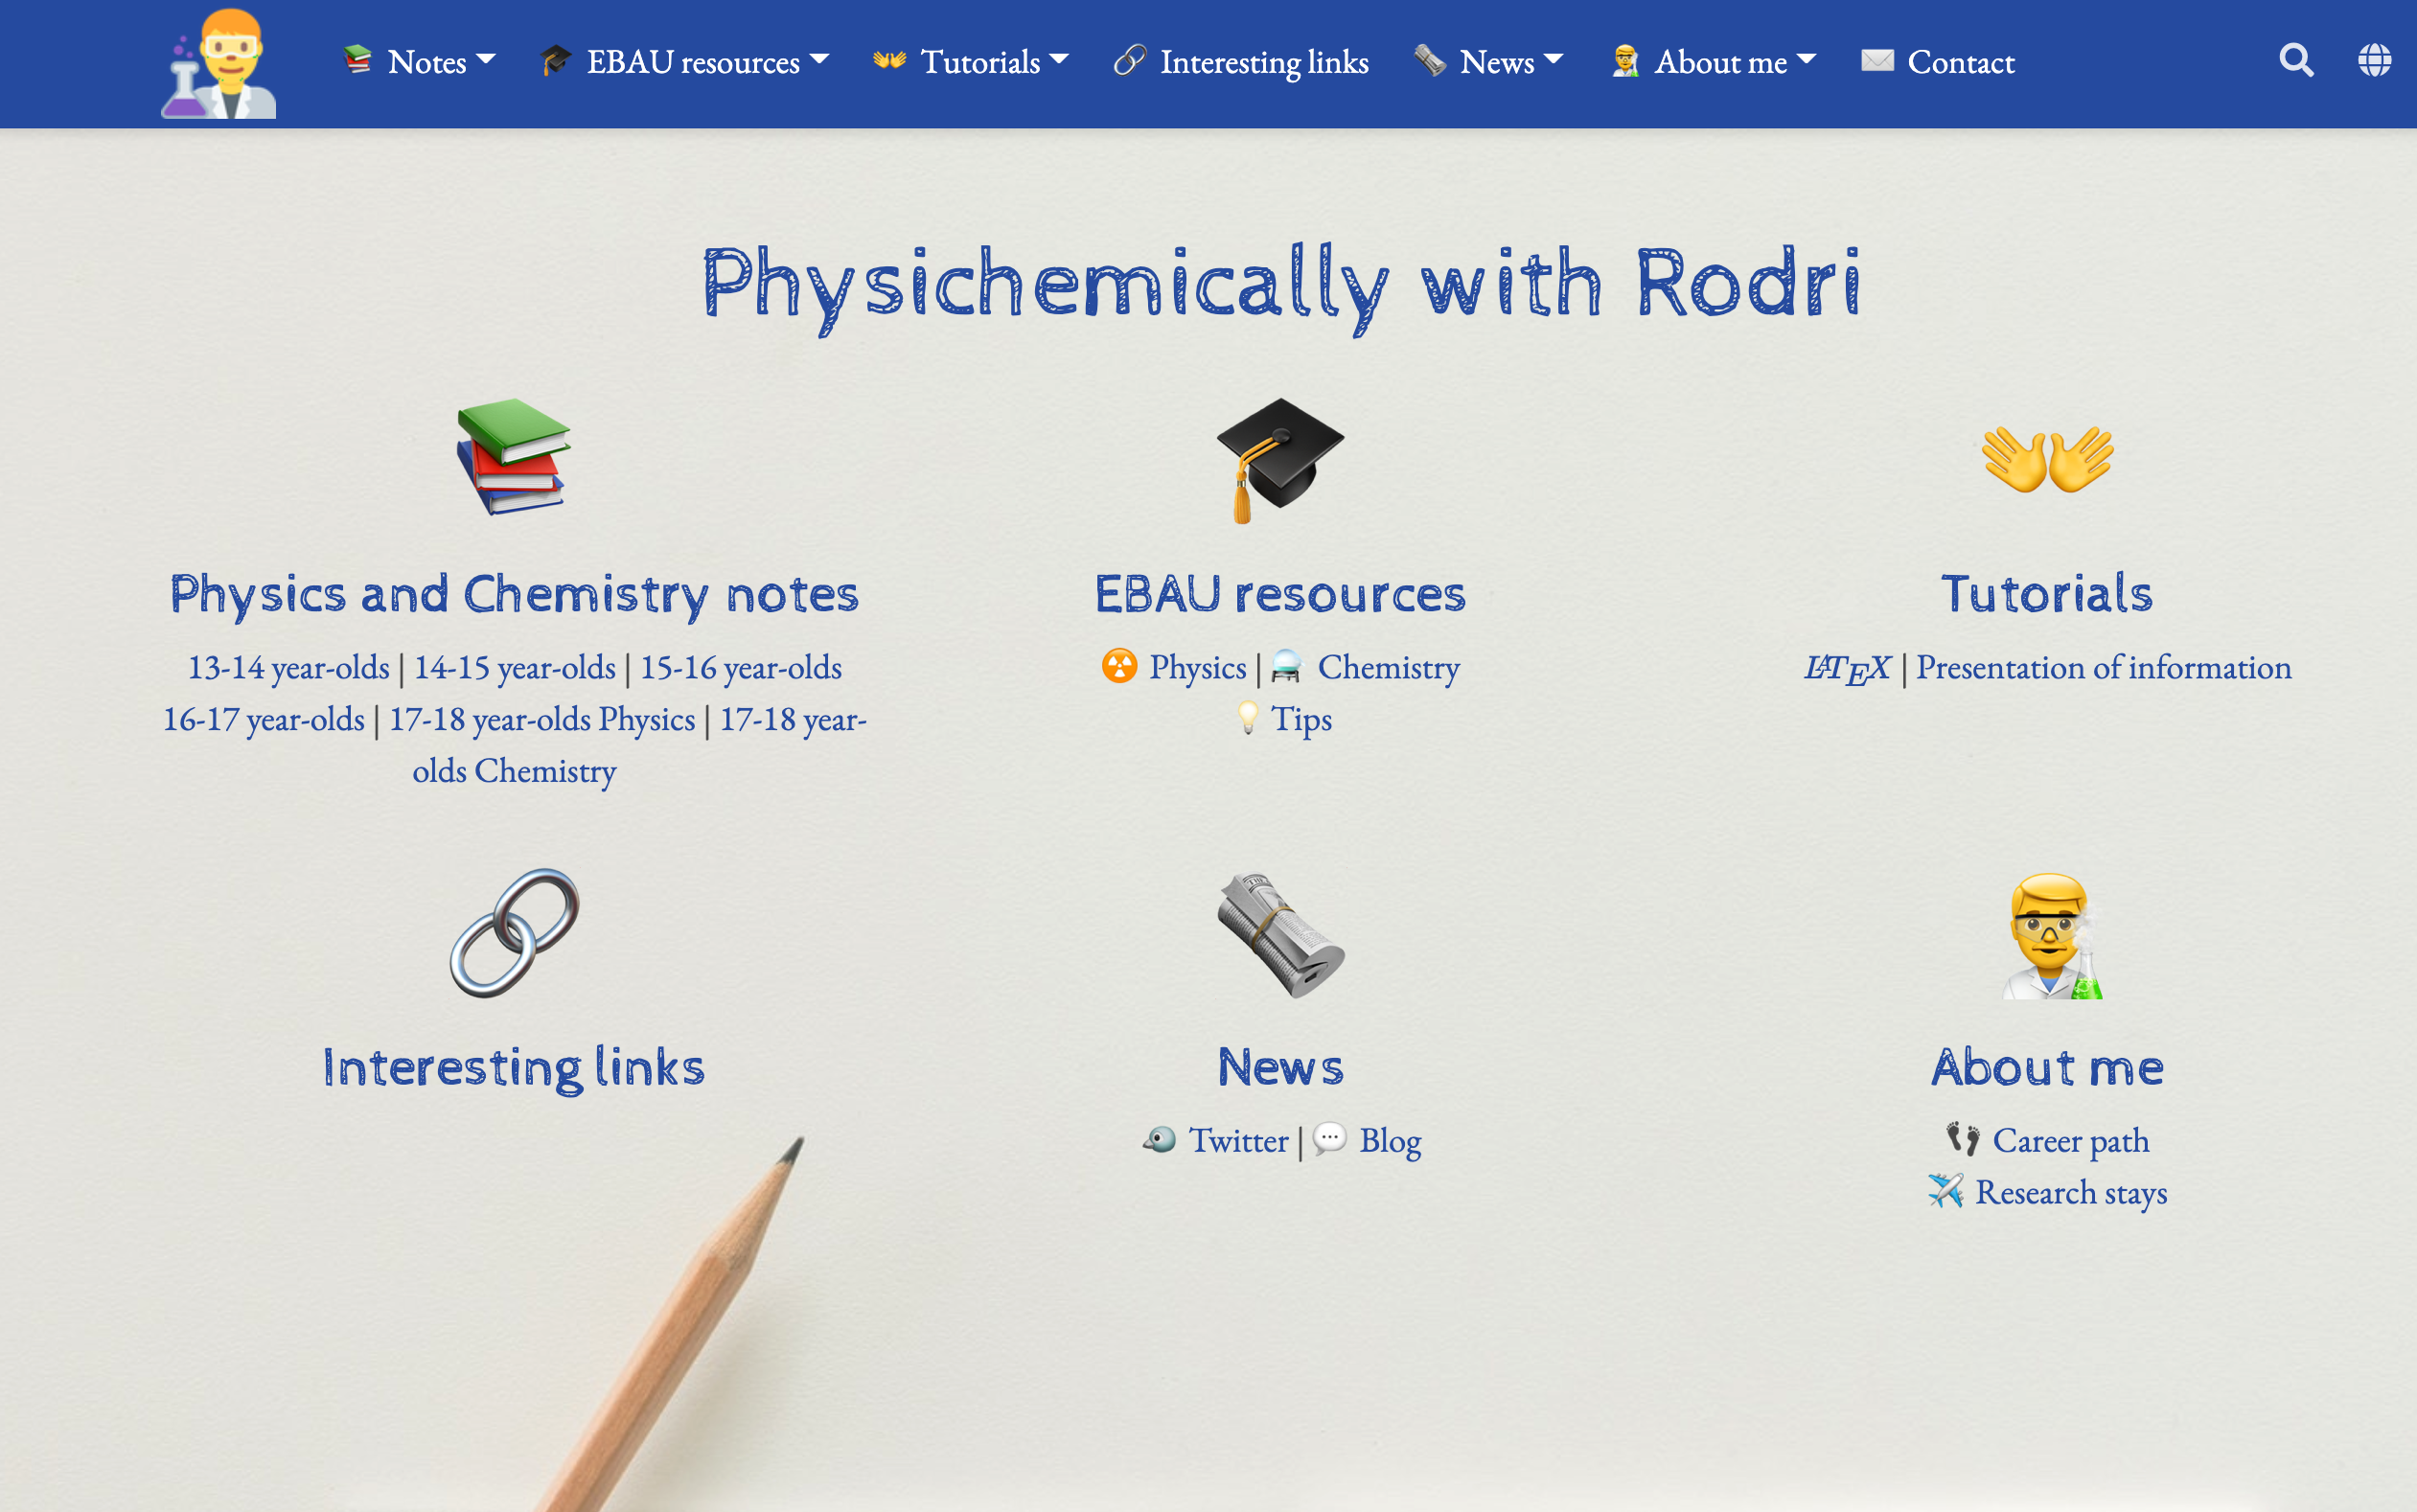 Notes EBAU resources Tutorials Interesting links News About me Contact
Physichemically with Rodri
Physics and Chemistry notes
13-14 year-olds | 14-15 year-olds | 15-16 year-olds
16-17 year-olds | 17-18 year-olds Physics | 17-18 year-
olds Chemistry
EBAU resources
Physics | Chemistry
Tips
Tutorials
LATEX | Presentation of information
Interesting links
News
Twitter | Blog
About me
Career path
Research stays